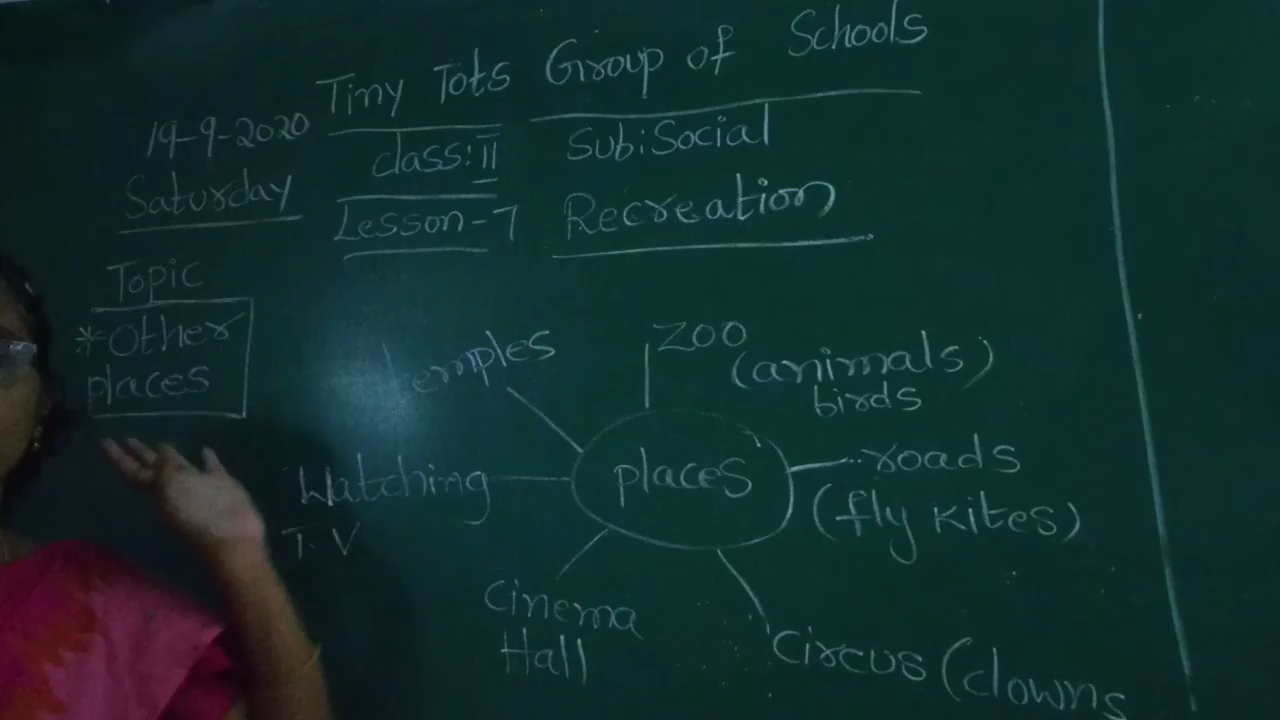 Tiny Tots Group of Schools
19-9-2020
class: II Sub: Social
Saturday
Lesson-7 Recreation
Topic
*Other
places
temples
ZOO
(animals)
birds
places
roads
(fly kites)
Watching
T.V
Cinema
Hall
Circus (clowns